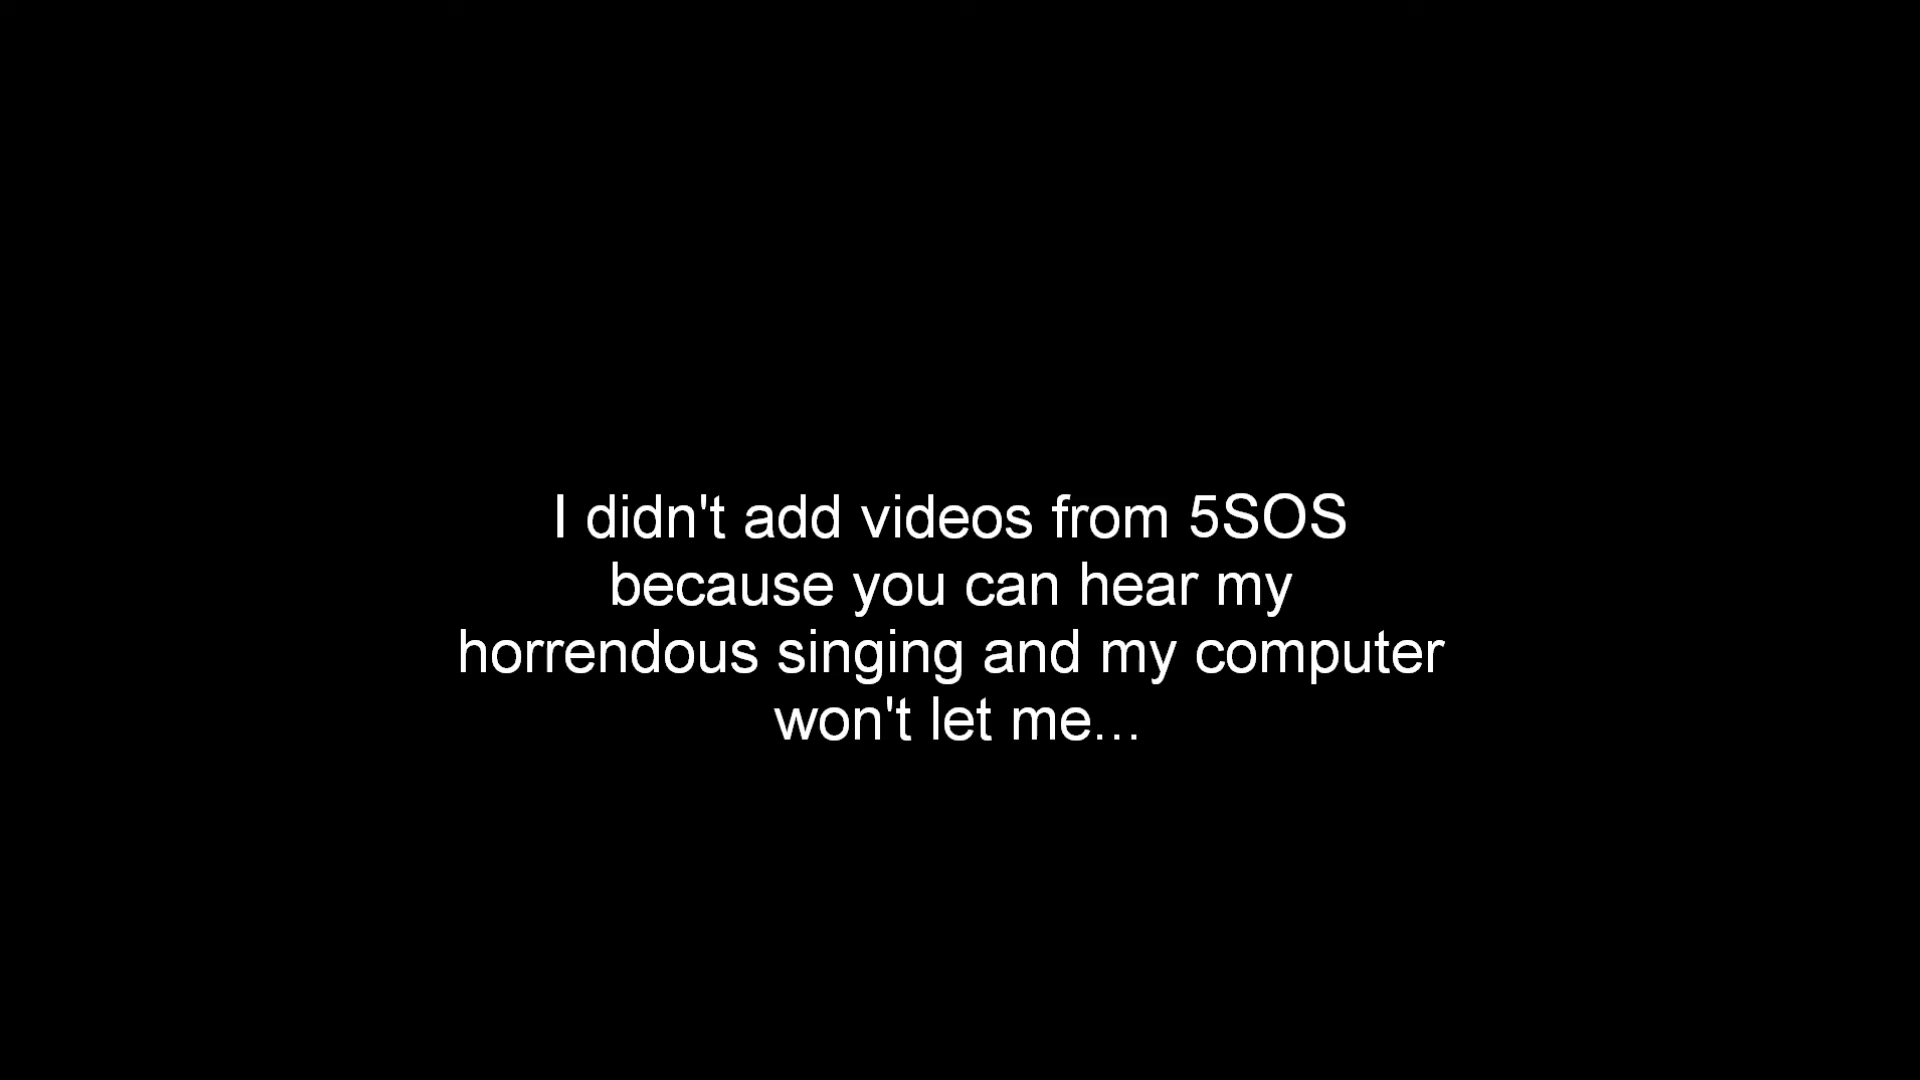 I didn't add videos from 5SOS
because you can hear my
horrendous singing and my computer
won't let me...